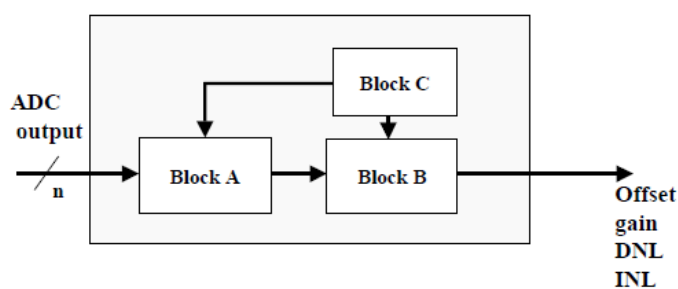 ADC
output
n
Block C
Block A
Block B
Offset
gain
DNL
INL